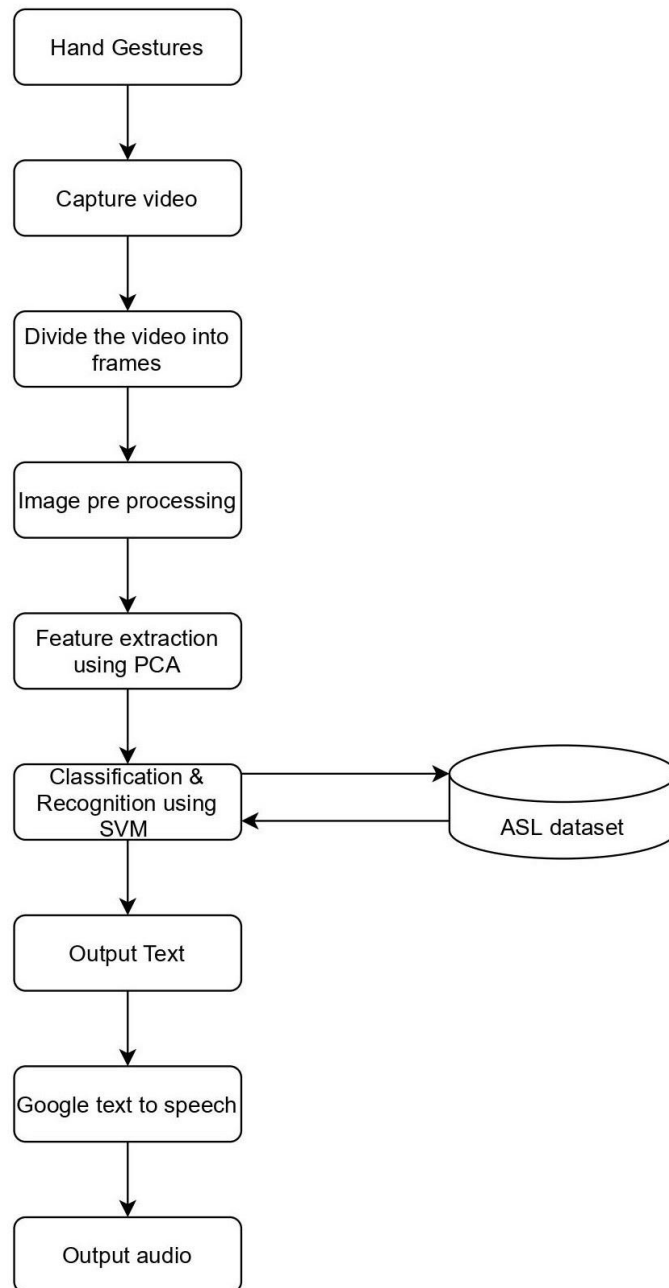 Hand Gestures
Capture video
Divide the video into
frames
Image pre processing
Feature extraction
using PCA
Classification &
Recognition using
SVM
ASL dataset
Output Text
Google text to speech
Output audio